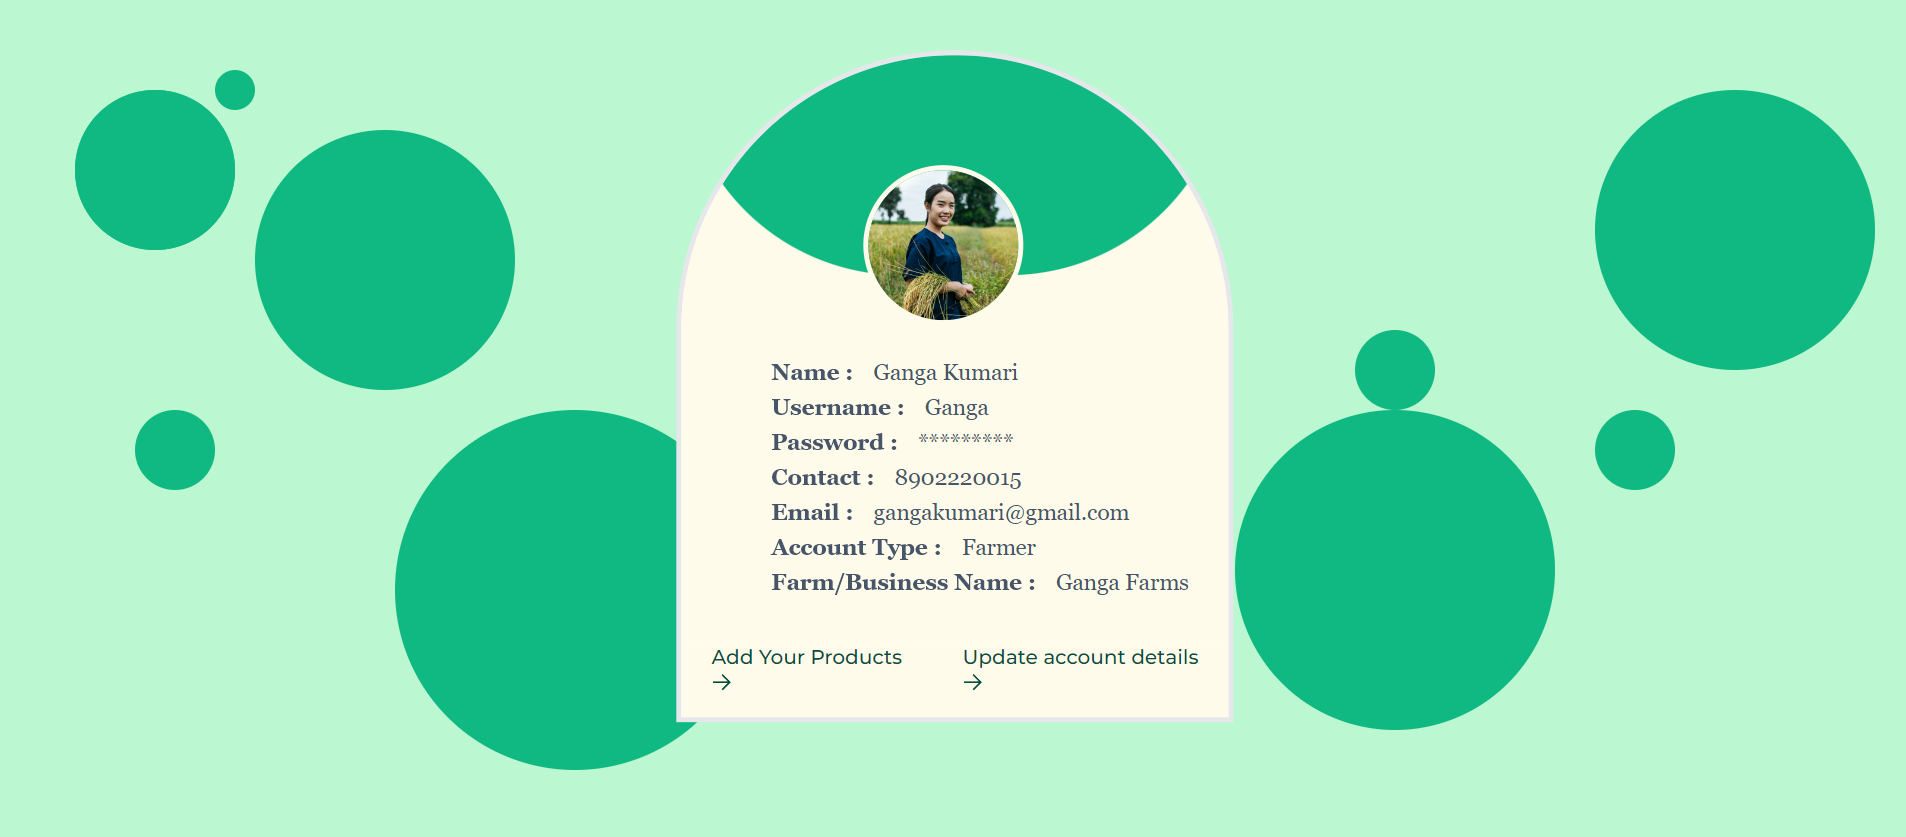 Name : Ganga Kumari
Username : Ganga
Password : *********
Contact : 8902220015
Email : gangakumari@gmail.com
Account Type : Farmer
Farm/Business Name : Ganga Farms
Add Your Products →
Update account details →